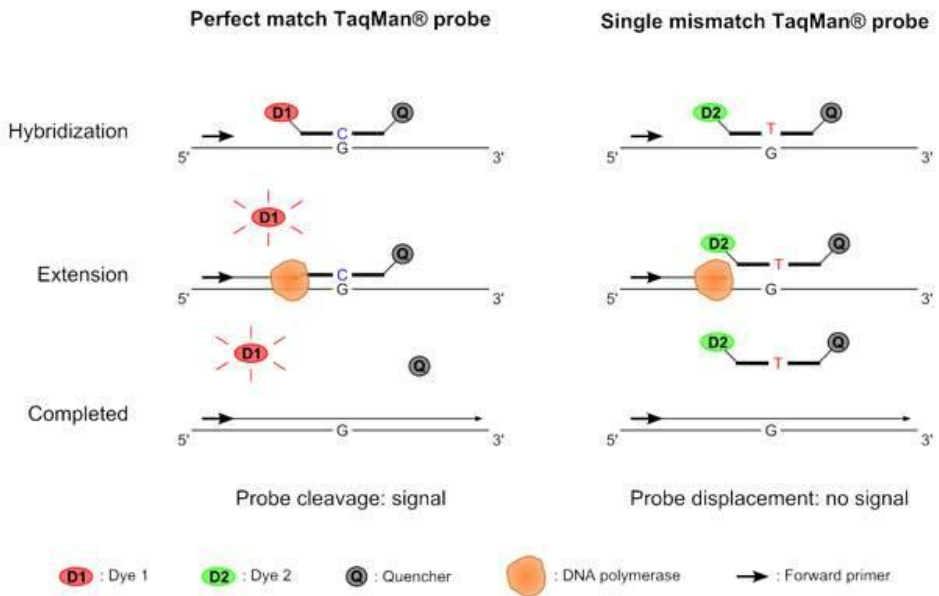 Perfect match TaqMan® probe
Single mismatch TaqMan® probe
Hybridization
D1
Q
C
G
5'
3'
D2
Q
T
G
5'
3'
D1
Extension
Q
C
G
5'
3'
D2
Q
T
G
5'
3'
D1
Q
Completed
G
5'
3'
D2
Q
T
G
5'
3'
Probe cleavage: signal
Probe displacement: no signal
D1 : Dye 1
D2 : Dye 2
Q : Quencher
: DNA polymerase
: Forward primer